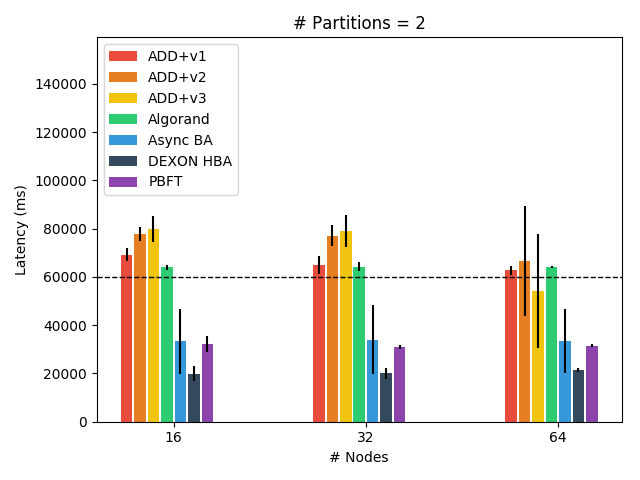 # Partitions = 2
Latency (ms)
140000
120000
100000
80000
60000
40000
20000
0
ADD+v1
ADD+v2
ADD+v3
Algorand
Async BA
DEXON HBA
PBFT
16
32
64
# Nodes